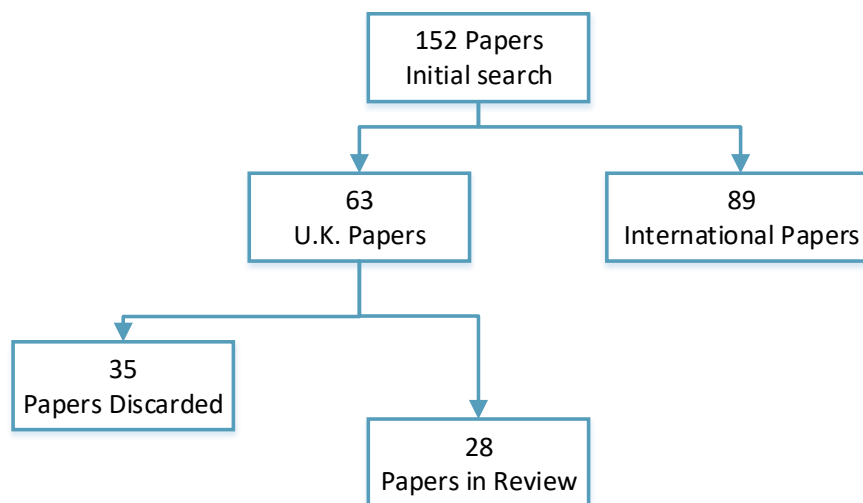 152 Papers
Initial search
63
U.K. Papers
89
International Papers
35
Papers Discarded
28
Papers in Review